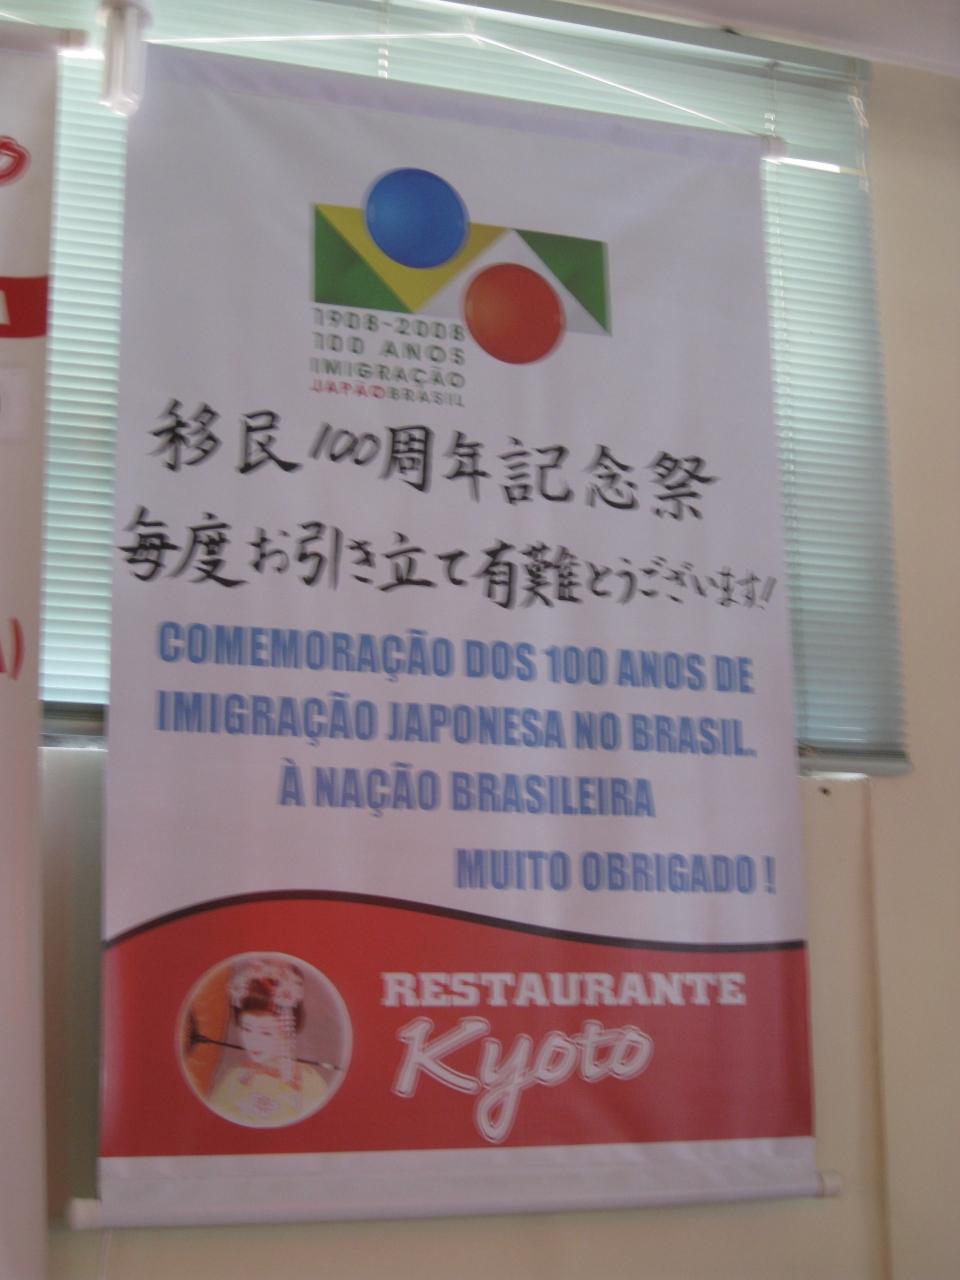 1908-2008
100 ANOS
IMIGRAÇÃO
JAPÃOBRASIL
移民100周年記念祭
毎度お引き立て有難とうございます!
COMEMORAÇÃO DOS 100 ANOS DE
IMIGRAÇÃO JAPONESA NO BRASIL.
À NAÇÃO BRASILEIRA
MUITO OBRIGADO !
RESTAURANTE
Kyoto
A
A)